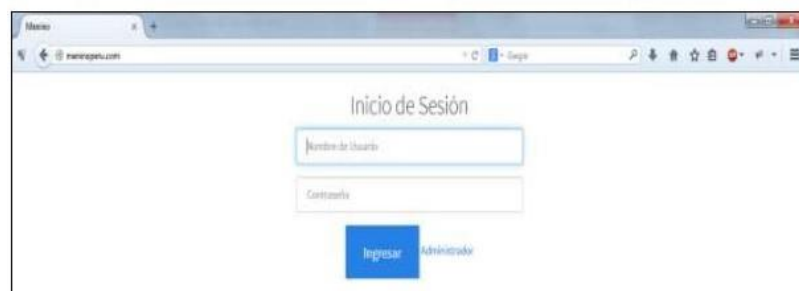 Inicio de Sesión
Nombre de Usuario
Contraseña
Ingresar Administrador